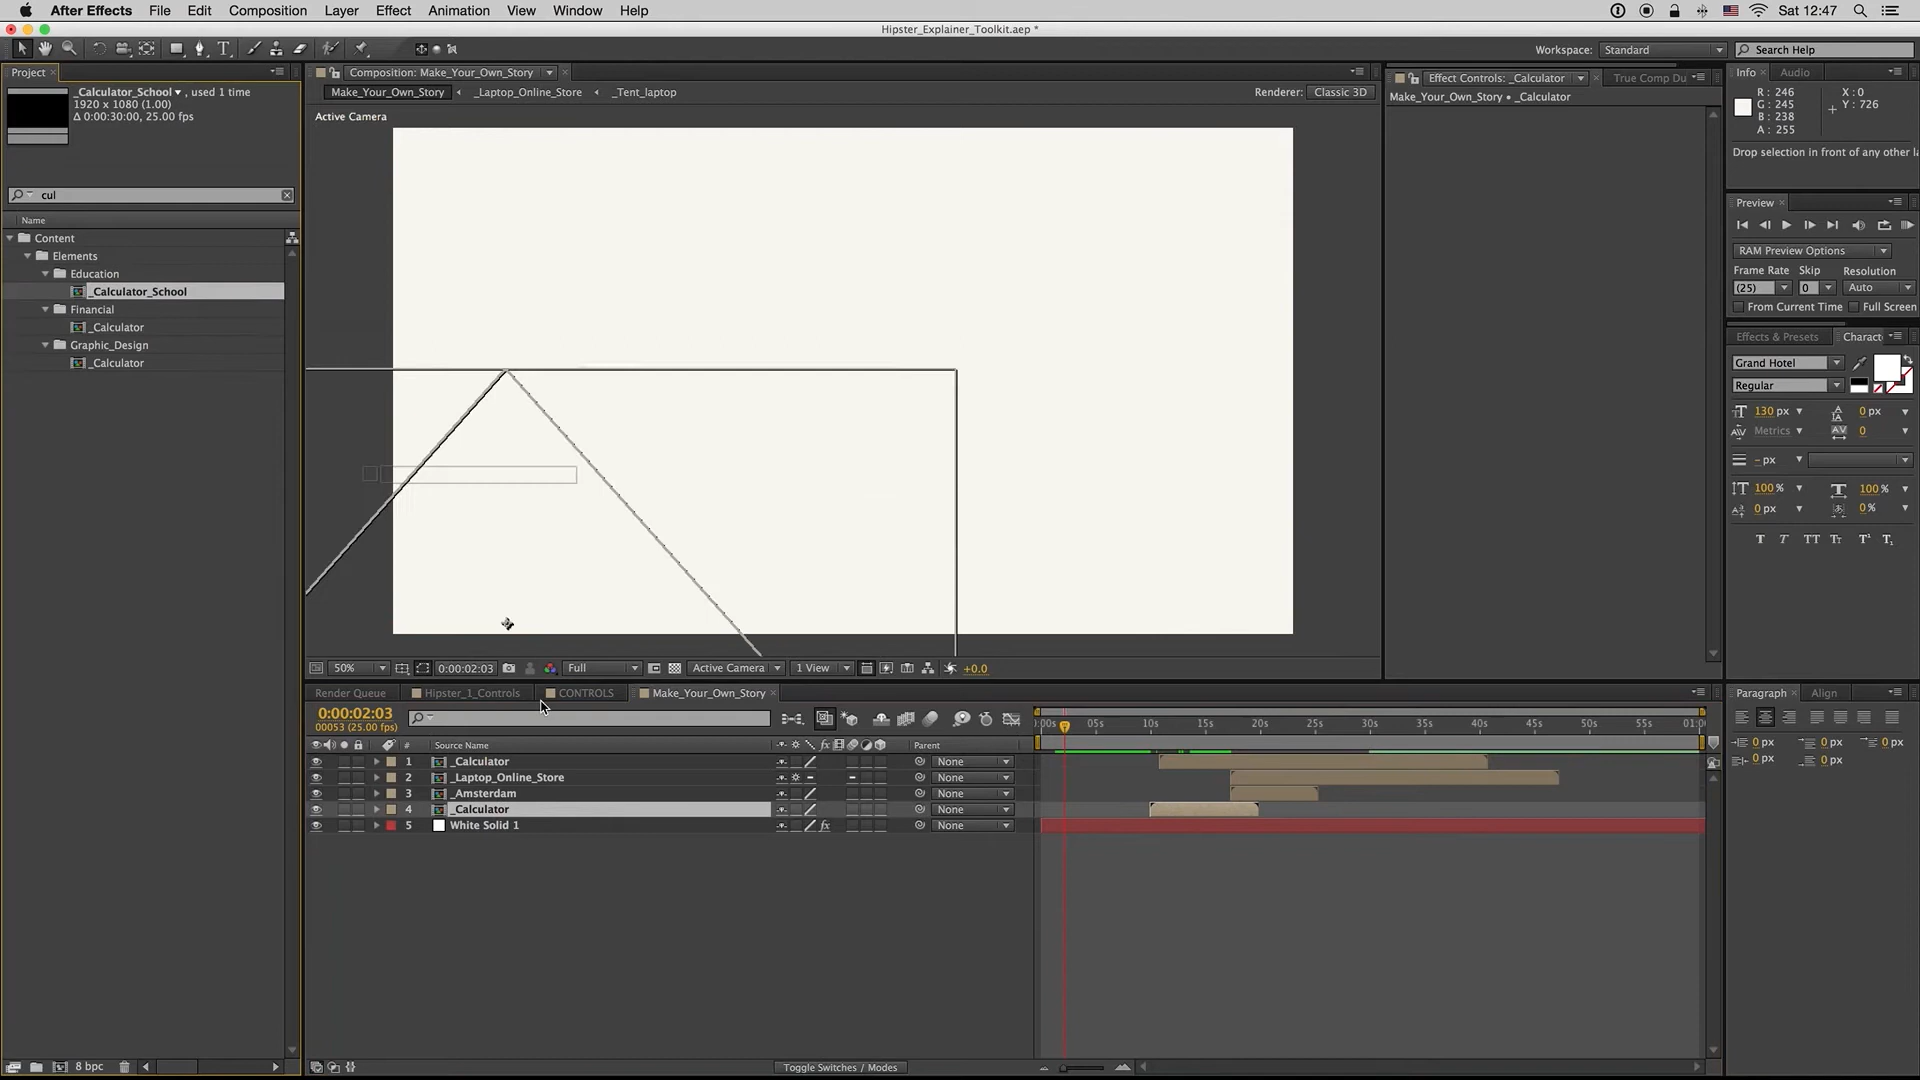 After Effects File Edit Composition Layer Effect Animation View Window Help
Sat 12:47
Hipster_Explainer_Toolkit.aep *
Workspace: Standard
Search Help
Project
_Calculator_School, used 1 time
1920 x 1080 (1.00)
Δ 0:00:30:00, 25.00 fps
cul
Name
Content
Elements
Education
_Calculator_School
Financial
_Calculator
Graphic_Design
_Calculator
8 bpc
Composition: Make_Your_Own_Story
Make_Your_Own_Story _Laptop_Online_Store _Tent_laptop
Renderer: Classic 3D
Active Camera
50% 0:00:02:03 Full Active Camera 1 View +0.0
Effect Controls: _Calculator
True Comp Du
Make_Your_Own_Story • _Calculator
Info Audio
R: 246
G: 245
B: 238
A: 255
X: 0
Y: 726
Drop selection in front of any other la
Preview
RAM Preview Options
Frame Rate Skip Resolution
(25) 0 Auto
From Current Time Full Screen
Effects & Presets Charact
Grand Hotel
Regular
130 px 0 px
Metrics 0
- px
100% 100%
0 px 0%
T T TT Tт T¹ T₁
Render Queue Hipster_1_Controls CONTROLS Make_Your_Own_Story
0:00:02:03
00053 (25.00 fps)
:00s 05s 10s 15s 20s 25s 30s 35s 40s 45s 50s 55s 01:0
# Source Name fx Parent
1 _Calculator None
2 _Laptop_Online_Store None
3 _Amsterdam None
4 _Calculator None
5 White Solid 1 fx None
Toggle Switches / Modes
Paragraph Align
0 px 0 px 0 px
0 px 0 px